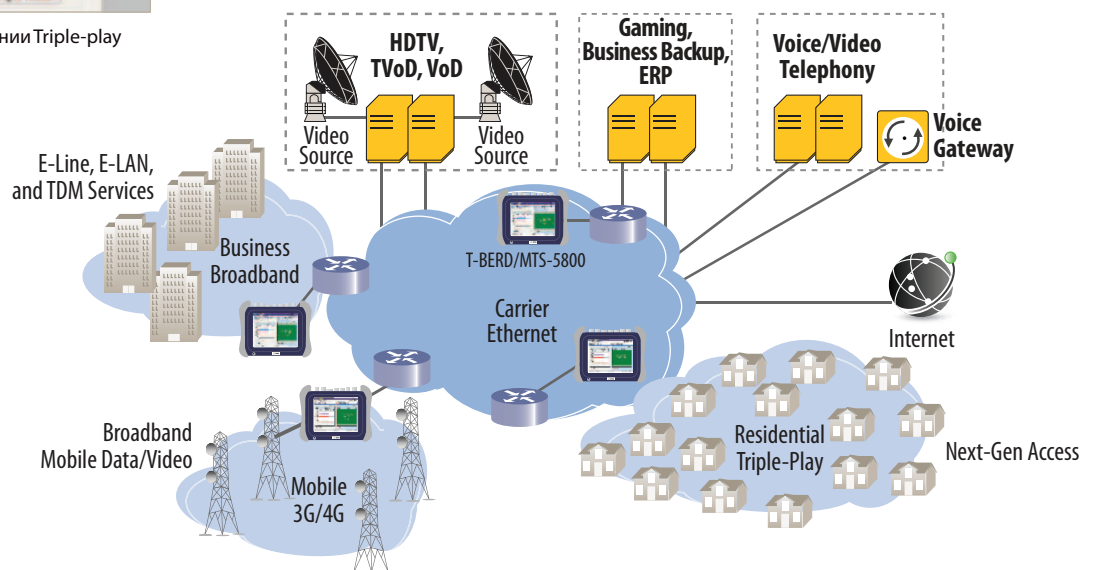 нии Triple-play
HDTV,
TVoD, VoD
Video
Source
Video
Source
Gaming,
Business Backup,
ERP
Voice/Video
Telephony
Voice
Gateway
E-Line, E-LAN,
and TDM Services
Business
Broadband
T-BERD/MTS-5800
Carrier
Ethernet
Internet
Broadband
Mobile Data/Video
Mobile
3G/4G
Residential
Triple-Play
Next-Gen Access